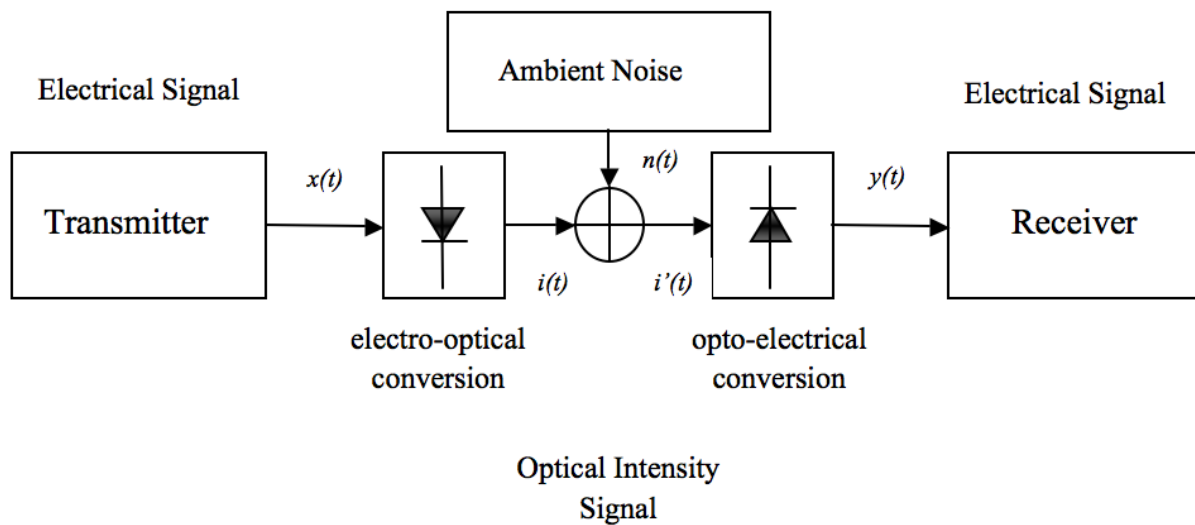 Ambient Noise
Electrical Signal
Electrical Signal
Transmitter
x(t)
n(t)
y(t)
Receiver
i(t)
i’(t)
electro-optical
conversion
opto-electrical
conversion
Optical Intensity
Signal